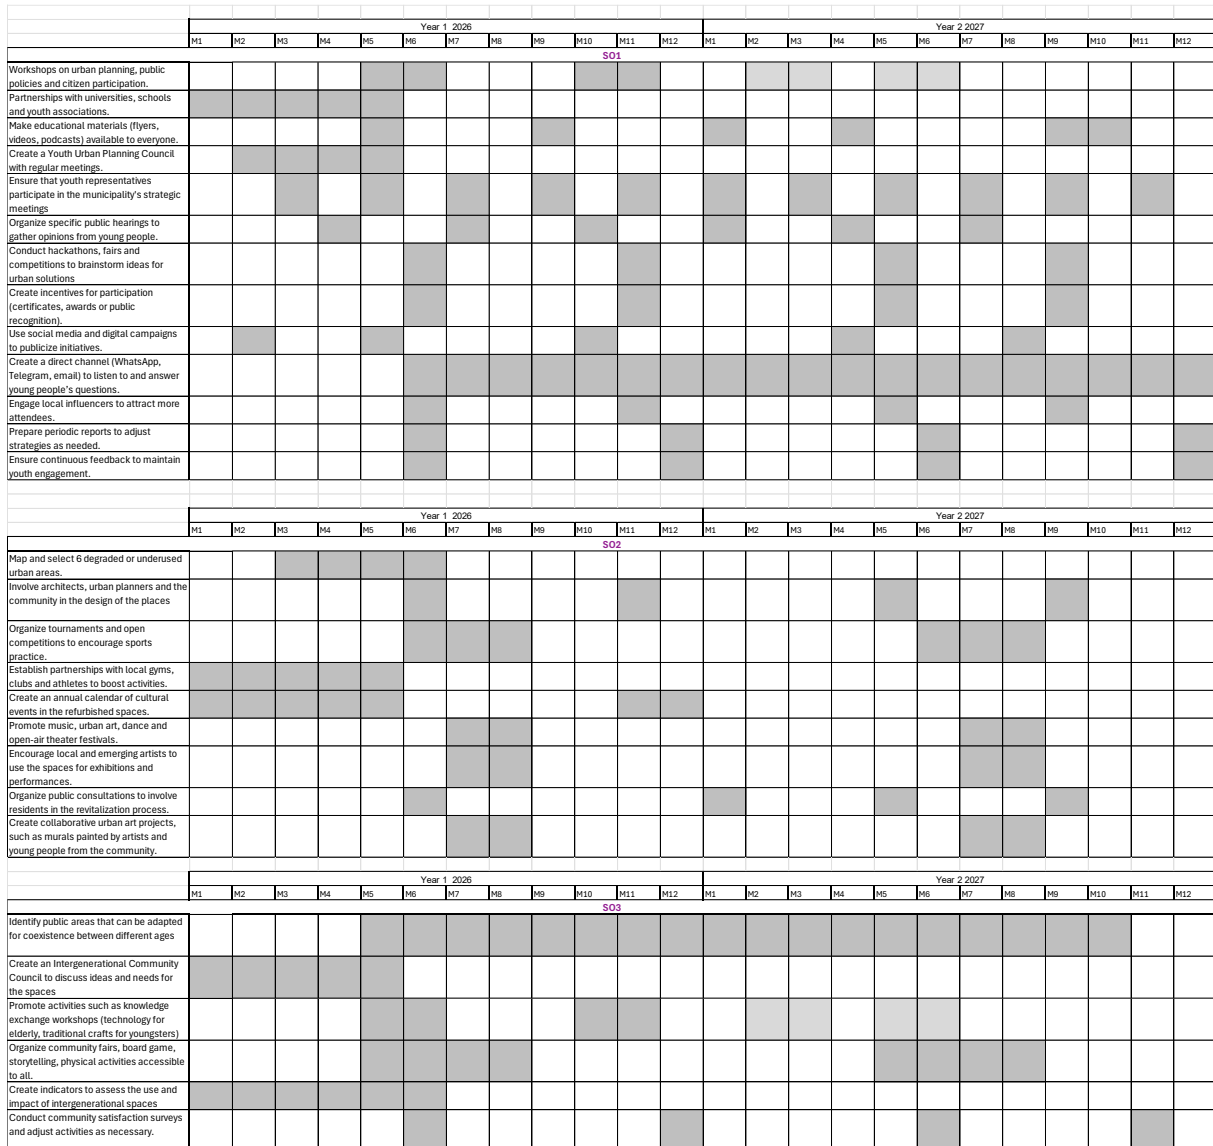 Year 1 2026 Year 2 2027
M1 M2 M3 M4 M5 M6 M7 M8 M9 M10 M11 M12 M1 M2 M3 M4 M5 M6 M7 M8 M9 M10 M11 M12
SO1
Workshops on urban planning, public
policies and citizen participation.
Partnerships with universities, schools
and youth associations.
Make educational materials (flyers,
videos, podcasts) available to everyone.
Create a Youth Urban Planning Council
with regular meetings.
Ensure that youth representatives
participate in the municipality's strategic
meetings
Organize specific public hearings to
gather opinions from young people.
Conduct hackathons, fairs and
competitions to brainstorm ideas for
urban solutions
Create incentives for participation
(certificates, awards or public
recognition).
Use social media and digital campaigns
to publicize initiatives.
Create a direct channel (WhatsApp,
Telegram, email) to listen to and answer
young people's questions.
Engage local influencers to attract more
attendees.
Prepare periodic reports to adjust
strategies as needed.
Ensure continuous feedback to maintain
youth engagement.
Year 1 2026 Year 2 2027
M1 M2 M3 M4 M5 M6 M7 M8 M9 M10 M11 M12 M1 M2 M3 M4 M5 M6 M7 M8 M9 M10 M11 M12
SO2
Map and select 6 degraded or underused
urban areas.
Involve architects, urban planners and the
community in the design of the places
Organize tournaments and open
competitions to encourage sports
practice.
Establish partnerships with local gyms,
clubs and athletes to boost activities.
Create an annual calendar of cultural
events in the refurbished spaces.
Promote music, urban art, dance and
open-air theater festivals.
Encourage local and emerging artists to
use the spaces for exhibitions and
performances.
Organize public consultations to involve
residents in the revitalization process.
Create collaborative urban art projects,
such as murals painted by artists and
young people from the community.
Year 1 2026 Year 2 2027
M1 M2 M3 M4 M5 M6 M7 M8 M9 M10 M11 M12 M1 M2 M3 M4 M5 M6 M7 M8 M9 M10 M11 M12
SO3
Identify public areas that can be adapted
for coexistence between different ages
Create an Intergenerational Community
Council to discuss ideas and needs for
the spaces
Promote activities such as knowledge
exchange workshops (technology for
elderly, traditional crafts for youngsters)
Organize community fairs, board game,
storytelling, physical activities accessible
to all.
Create indicators to assess the use and
impact of intergenerational spaces
Conduct community satisfaction surveys
and adjust activities as necessary.